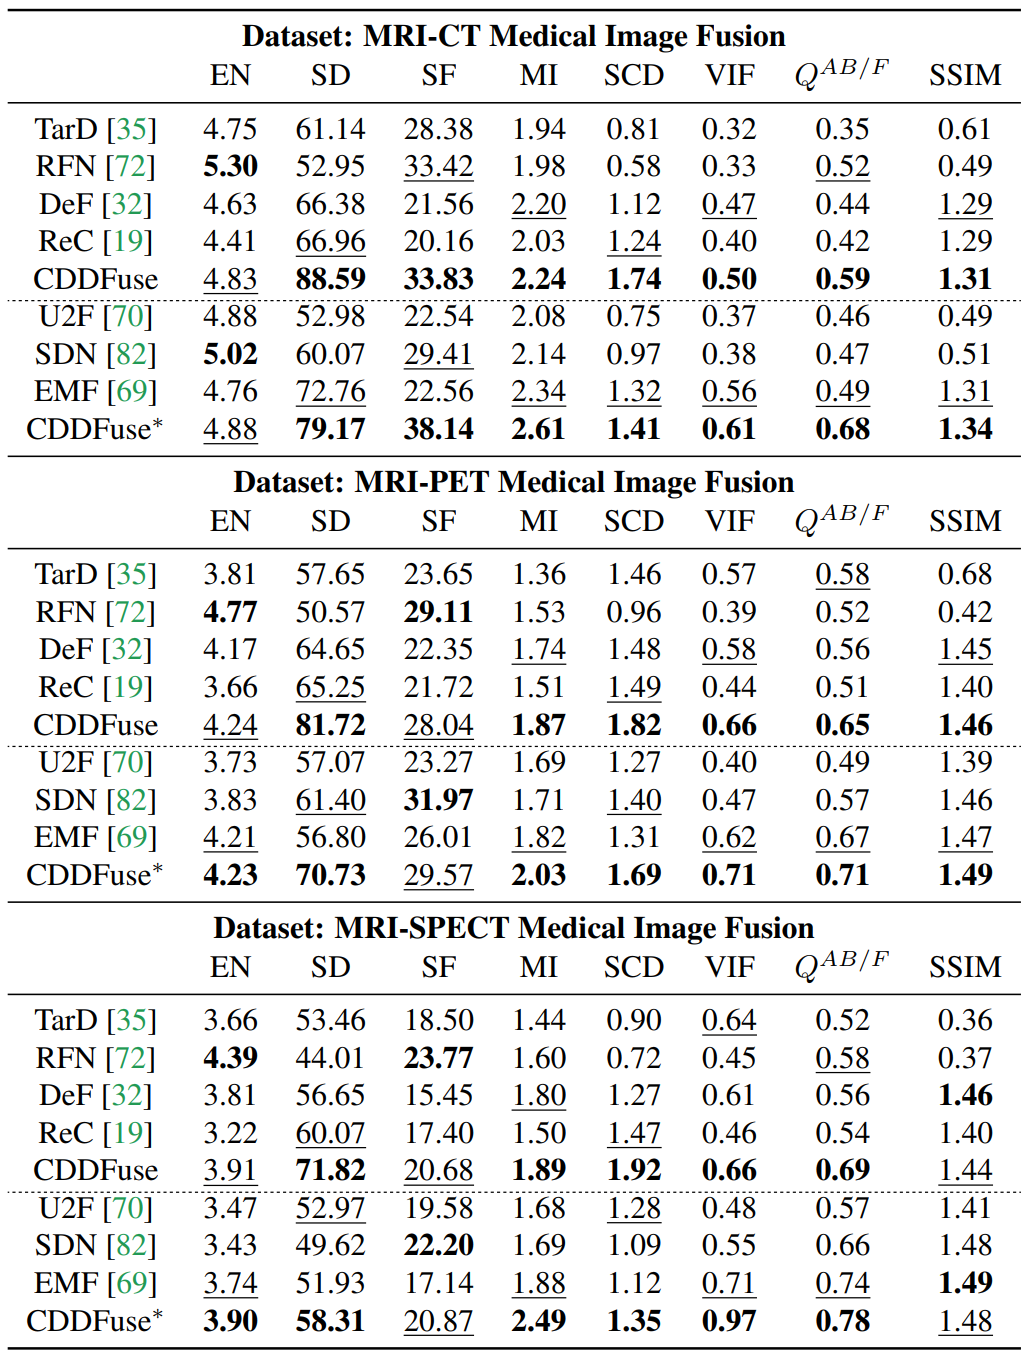 Dataset: MRI-CT Medical Image Fusion
EN SD SF MI SCD VIF Q^{AB/F} SSIM
TarD [35] 4.75 61.14 28.38 1.94 0.81 0.32 0.35 0.61
RFN [72] 5.30 52.95 33.42 1.98 0.58 0.33 0.52 0.49
DeF [32] 4.63 66.38 21.56 2.20 1.12 0.47 0.44 1.29
ReC [19] 4.41 66.96 20.16 2.03 1.24 0.40 0.42 1.29
CDDFuse 4.83 88.59 33.83 2.24 1.74 0.50 0.59 1.31
U2F [70] 4.88 52.98 22.54 2.08 0.75 0.37 0.46 0.49
SDN [82] 5.02 60.07 29.41 2.14 0.97 0.38 0.47 0.51
EMF [69] 4.76 72.76 22.56 2.34 1.32 0.56 0.49 1.31
CDDFuse* 4.88 79.17 38.14 2.61 1.41 0.61 0.68 1.34
Dataset: MRI-PET Medical Image Fusion
EN SD SF MI SCD VIF Q^{AB/F} SSIM
TarD [35] 3.81 57.65 23.65 1.36 1.46 0.57 0.58 0.68
RFN [72] 4.77 50.57 29.11 1.53 0.96 0.39 0.52 0.42
DeF [32] 4.17 64.65 22.35 1.74 1.48 0.58 0.56 1.45
ReC [19] 3.66 65.25 21.72 1.51 1.49 0.44 0.51 1.40
CDDFuse 4.24 81.72 28.04 1.87 1.82 0.66 0.65 1.46
U2F [70] 3.73 57.07 23.27 1.69 1.27 0.40 0.49 1.39
SDN [82] 3.83 61.40 31.97 1.71 1.40 0.47 0.57 1.46
EMF [69] 4.21 56.80 26.01 1.82 1.31 0.62 0.67 1.47
CDDFuse* 4.23 70.73 29.57 2.03 1.69 0.71 0.71 1.49
Dataset: MRI-SPECT Medical Image Fusion
EN SD SF MI SCD VIF Q^{AB/F} SSIM
TarD [35] 3.66 53.46 18.50 1.44 0.90 0.64 0.52 0.36
RFN [72] 4.39 44.01 23.77 1.60 0.72 0.45 0.58 0.37
DeF [32] 3.81 56.65 15.45 1.80 1.27 0.61 0.56 1.46
ReC [19] 3.22 60.07 17.40 1.50 1.47 0.46 0.54 1.40
CDDFuse 3.91 71.82 20.68 1.89 1.92 0.66 0.69 1.44
U2F [70] 3.47 52.97 19.58 1.68 1.28 0.48 0.57 1.41
SDN [82] 3.43 49.62 22.20 1.69 1.09 0.55 0.66 1.48
EMF [69] 3.74 51.93 17.14 1.88 1.12 0.71 0.74 1.49
CDDFuse* 3.90 58.31 20.87 2.49 1.35 0.97 0.78 1.48